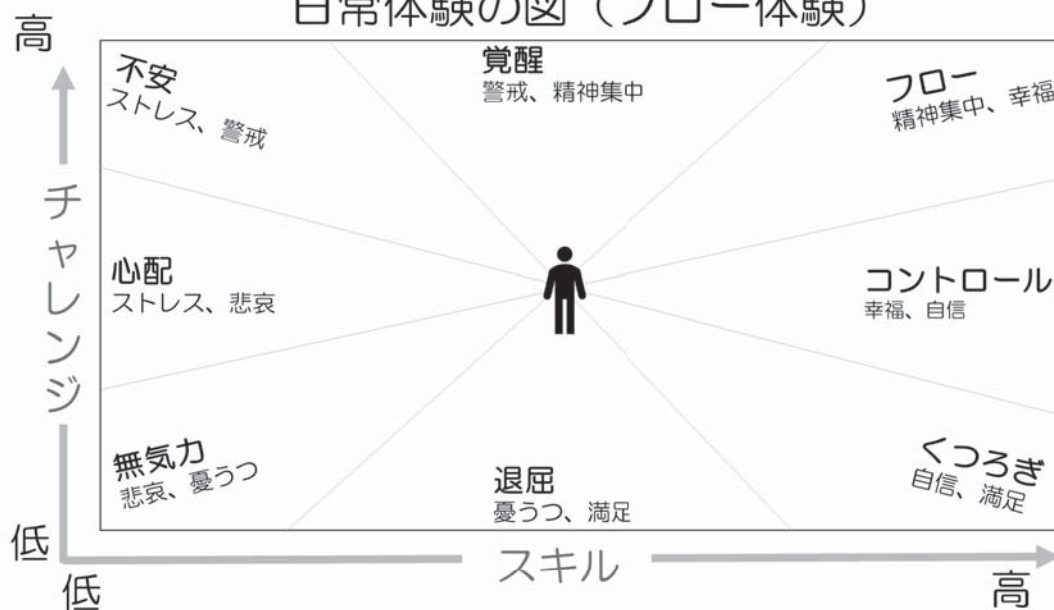 日常体験の図（フロー体験）
高
不安
ストレス、警戒
覚醒
警戒、精神集中
フロー
精神集中、幸福
チャレンジ
心配
ストレス、悲哀
コントロール
幸福、自信
無気力
悲哀、憂うつ
退屈
憂うつ、満足
くつろぎ
自信、満足
低
スキル
低
高